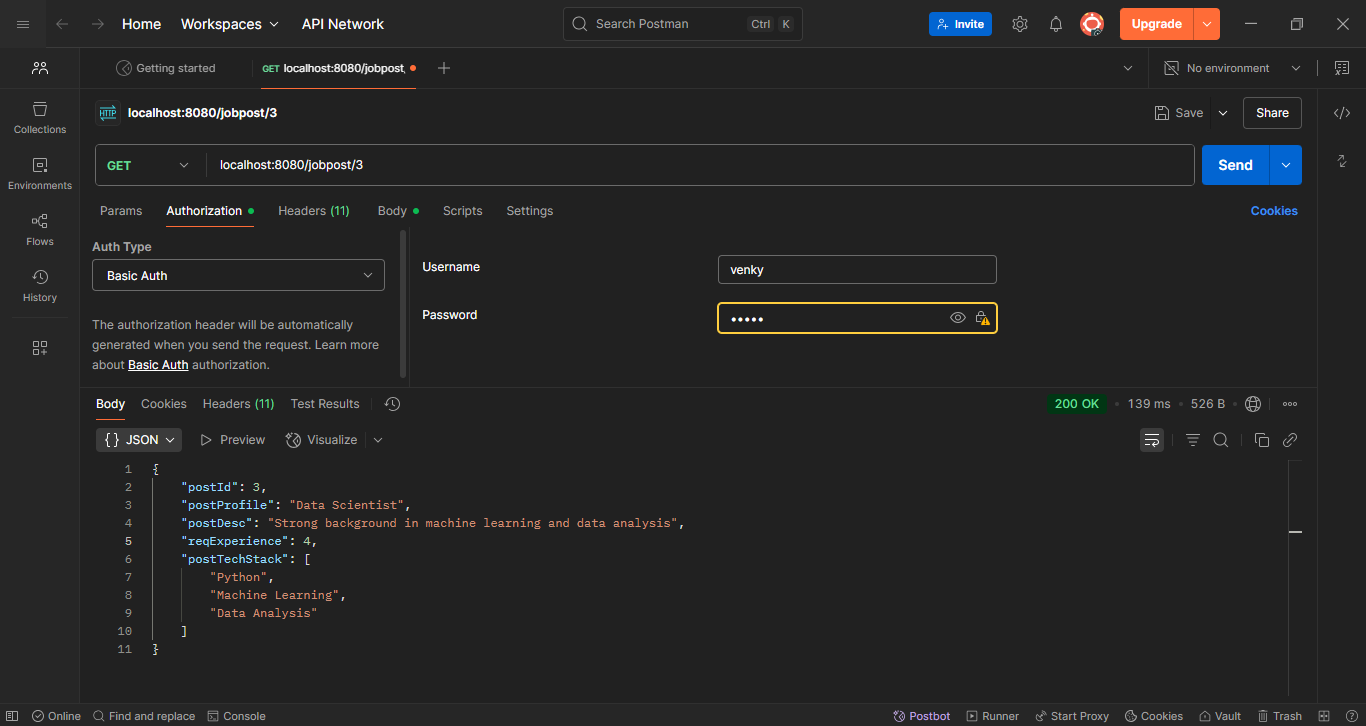 Home Workspaces API Network Search Postman Ctrl K Invite Upgrade
Getting started GET localhost:8080/jobpost, No environment
HTTP localhost:8080/jobpost/3 Save Share
Collections
GET localhost:8080/jobpost/3 Send
Environments
Params Authorization Headers (11) Body Scripts Settings Cookies
Flows
Auth Type
Basic Auth
Username venky
History
Password •••••
The authorization header will be automatically
generated when you send the request. Learn more
about Basic Auth authorization.
Body Cookies Headers (11) Test Results 200 OK • 139 ms • 526 B
{} JSON Preview Visualize
1 {
2 "postId": 3,
3 "postProfile": "Data Scientist",
4 "postDesc": "Strong background in machine learning and data analysis",
5 "reqExperience": 4,
6 "postTechStack": [
7 "Python",
8 "Machine Learning",
9 "Data Analysis"
10 ]
11 }
Online Find and replace Console Postbot Runner Start Proxy Cookies Vault Trash